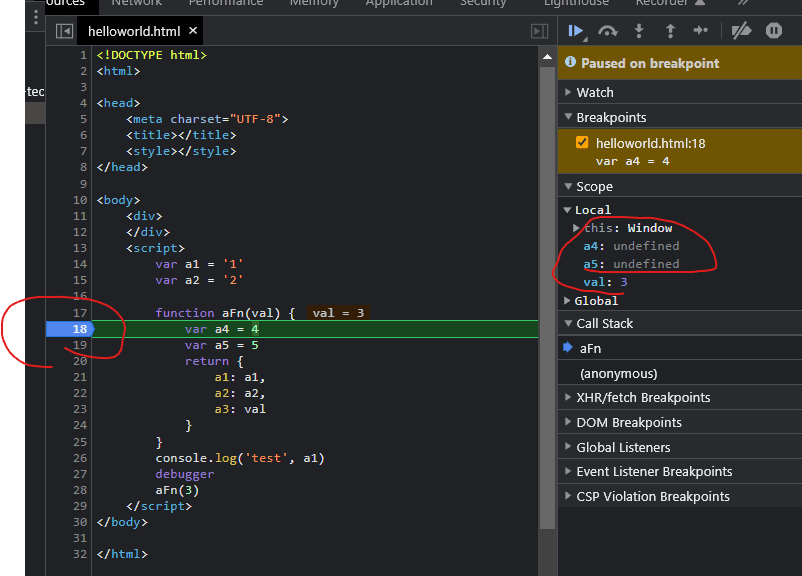 ources Network Performance Memory Application Security Lighthouse Recorder
helloworld.html ×
-tec
1 <!DOCTYPE html>
2 <html>
3
4 <head>
5 <meta charset="UTF-8">
6 <title></title>
7 <style></style>
8 </head>
9
10 <body>
11 <div>
12 </div>
13 <script>
14 var a1 = '1'
15 var a2 = '2'
16
17 function aFn(val) { val = 3
18 var a4 = 4
19 var a5 = 5
20 return {
21 a1: a1,
22 a2: a2,
23 a3: val
24 }
25 }
26 console.log('test', a1)
27 debugger
28 aFn(3)
29 </script>
30 </body>
31
32 </html>
Paused on breakpoint
Watch
Breakpoints
helloworld.html:18
var a4 = 4
Scope
Local
this: Window
a4: undefined
a5: undefined
val: 3
Global
Call Stack
aFn
(anonymous)
XHR/fetch Breakpoints
DOM Breakpoints
Global Listeners
Event Listener Breakpoints
CSP Violation Breakpoints